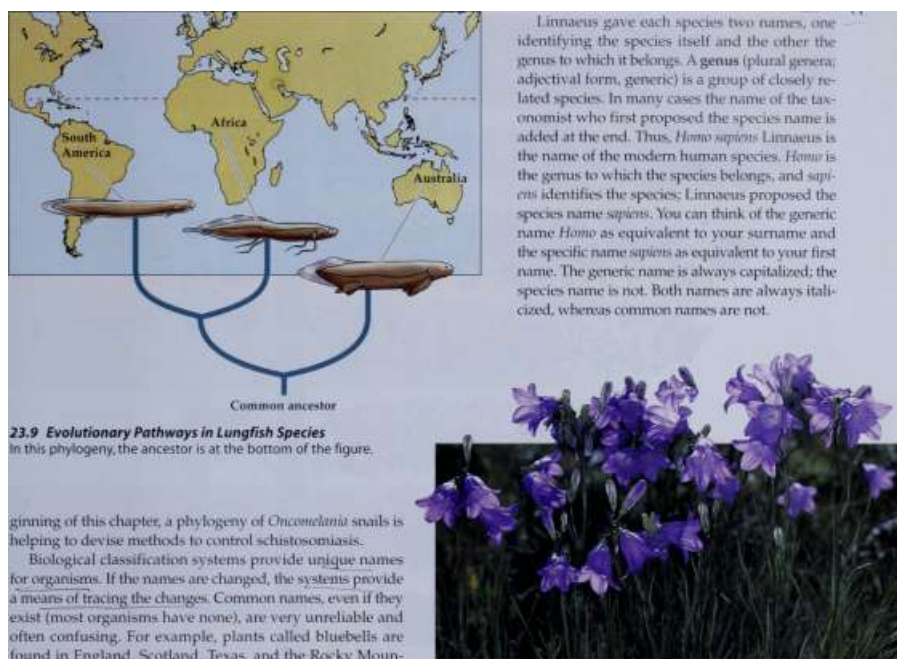 South
America
Africa
Australia
Common ancestor
23.9 Evolutionary Pathways in Lungfish Species
In this phylogeny, the ancestor is at the bottom of the figure.
ginning of this chapter, a phylogeny of Oncomelania snails is
helping to devise methods to control schistosomiasis.
Biological classification systems provide unique names
for organisms. If the names are changed, the systems provide
a means of tracing the changes. Common names, even if they
exist (most organisms have none), are very unreliable and
often confusing. For example, plants called bluebells are
found in England, Scotland, Texas, and the Rocky Moun-
Linnaeus gave each species two names, one
identifying the species itself and the other the
genus to which it belongs. A genus (plural genera;
adjectival form, generic) is a group of closely re-
lated species. In many cases the name of the tax-
onomist who first proposed the species name is
added at the end. Thus, Homo sapiens Linnaeus is
the name of the modern human species. Homo is
the genus to which the species belongs, and sapi-
ens identifies the species; Linnaeus proposed the
species name sapiens. You can think of the generic
name Homo as equivalent to your surname and
the specific name sapiens as equivalent to your first
name. The generic name is always capitalized; the
species name is not. Both names are always itali-
cized, whereas common names are not.